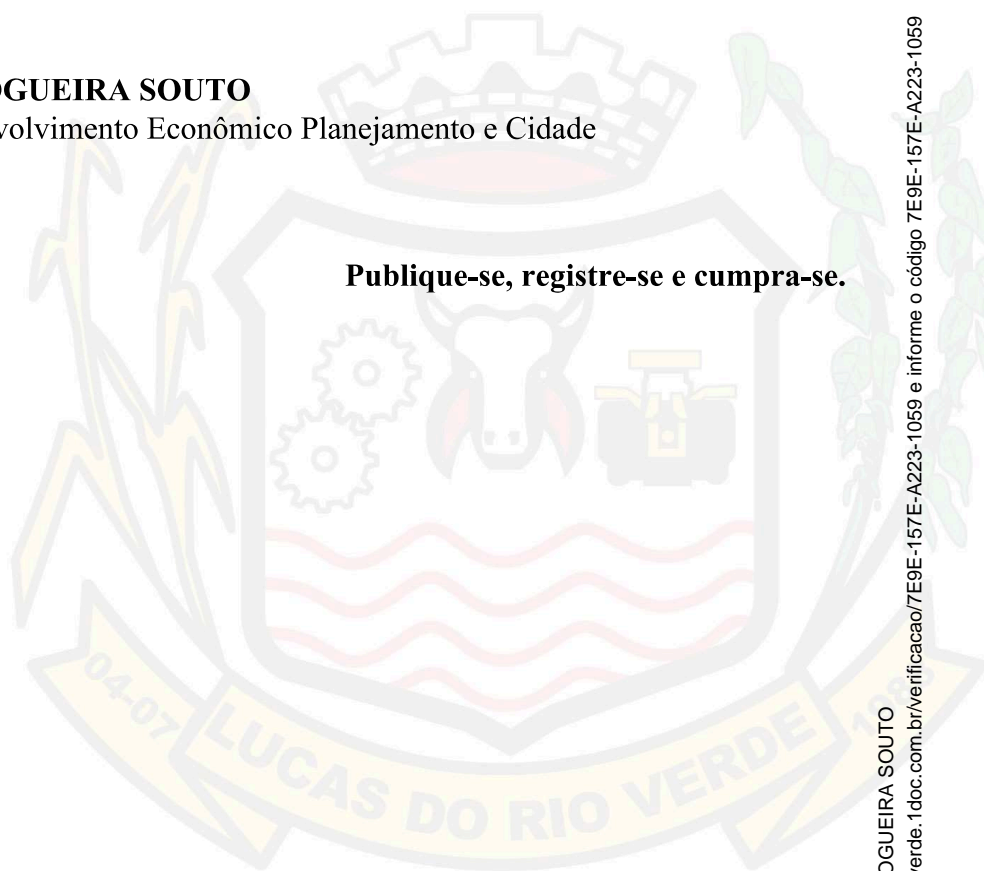 OGUEIRA SOUTO
volvimento Econômico Planejamento e Cidade
Publique-se, registre-se e cumpra-se.
04-07 LUCAS DO RIO VERDE 1988
OGUEIRA SOUTO
verde.1doc.com.br/verificacao/7E9E-157E-A223-1059 e informe o código 7E9E-157E-A223-1059